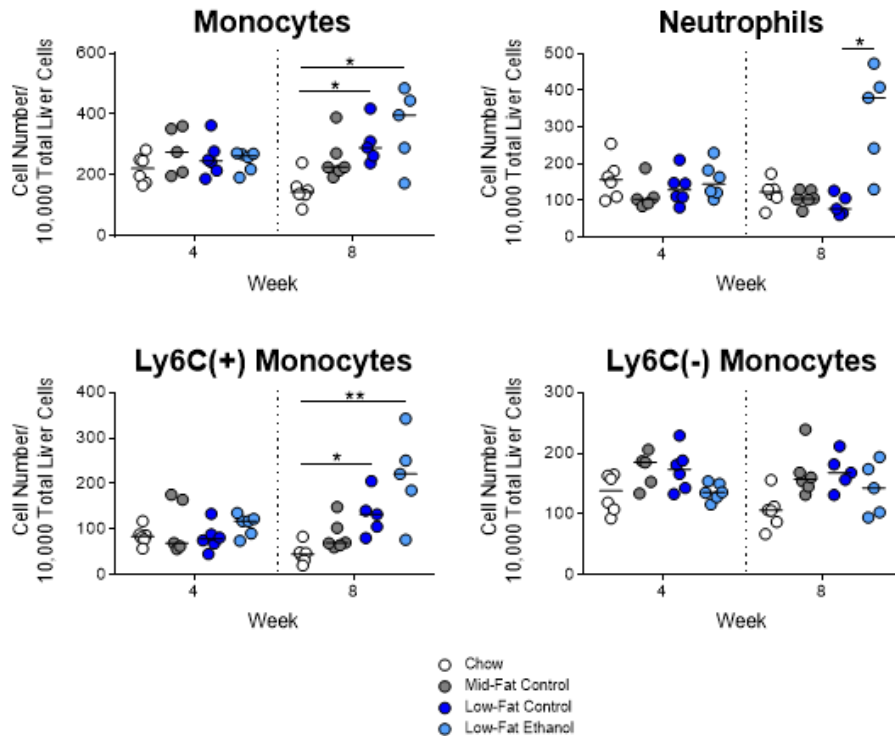 Monocytes
Cell Number/
10,000 Total Liver Cells
600
400
200
0
*
*
4
8
Week
Neutrophils
Cell Number/
10,000 Total Liver Cells
500
400
300
200
100
0
*
4
8
Week
Ly6C(+) Monocytes
Cell Number/
10,000 Total Liver Cells
400
300
200
100
0
**
*
4
8
Week
Ly6C(-) Monocytes
Cell Number/
10,000 Total Liver Cells
300
200
100
0
4
8
Week
Chow
Mid-Fat Control
Low-Fat Control
Low-Fat Ethanol